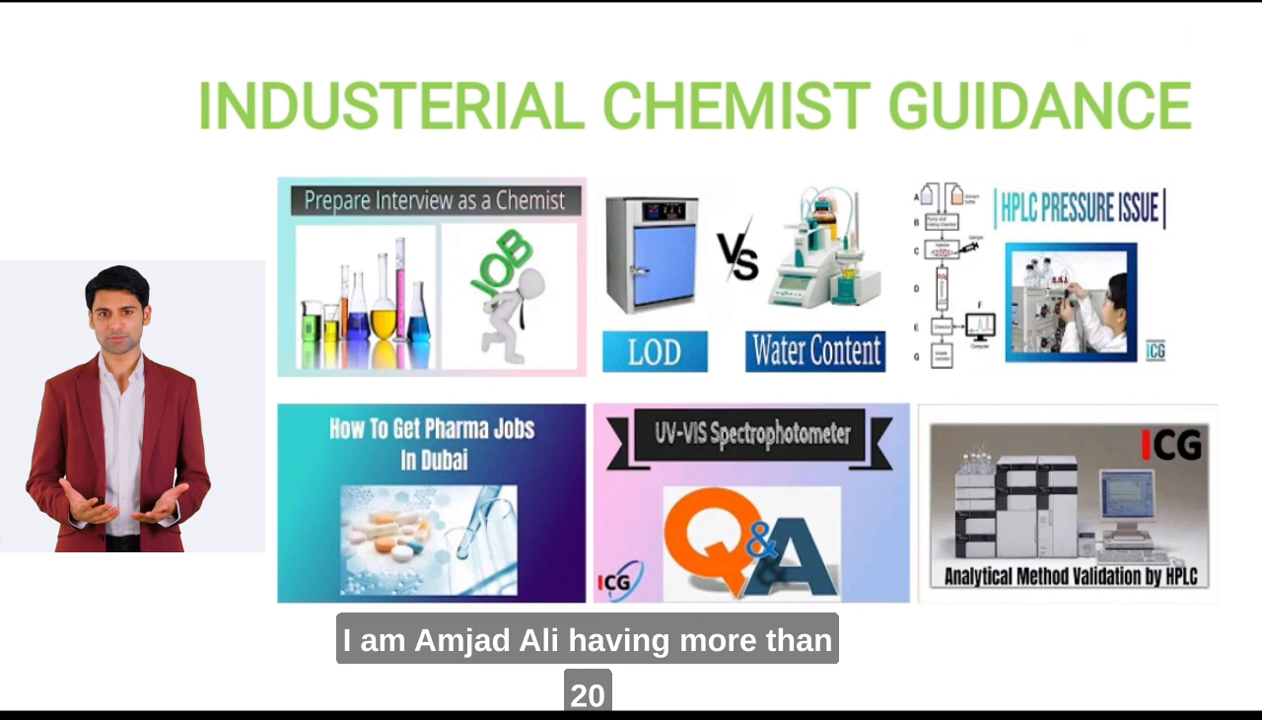 INDUSTERIAL CHEMIST GUIDANCE
Prepare Interview as a Chemist
JOB
VS
LOD
Water Content
HPLC PRESSURE ISSUE
A
B
C
D
E
F
G
Computer
ICG
How To Get Pharma Jobs
In Dubai
UV-VIS Spectrophotometer
Q&A
ICG
ICG
Analytical Method Validation by HPLC
I am Amjad Ali having more than
20